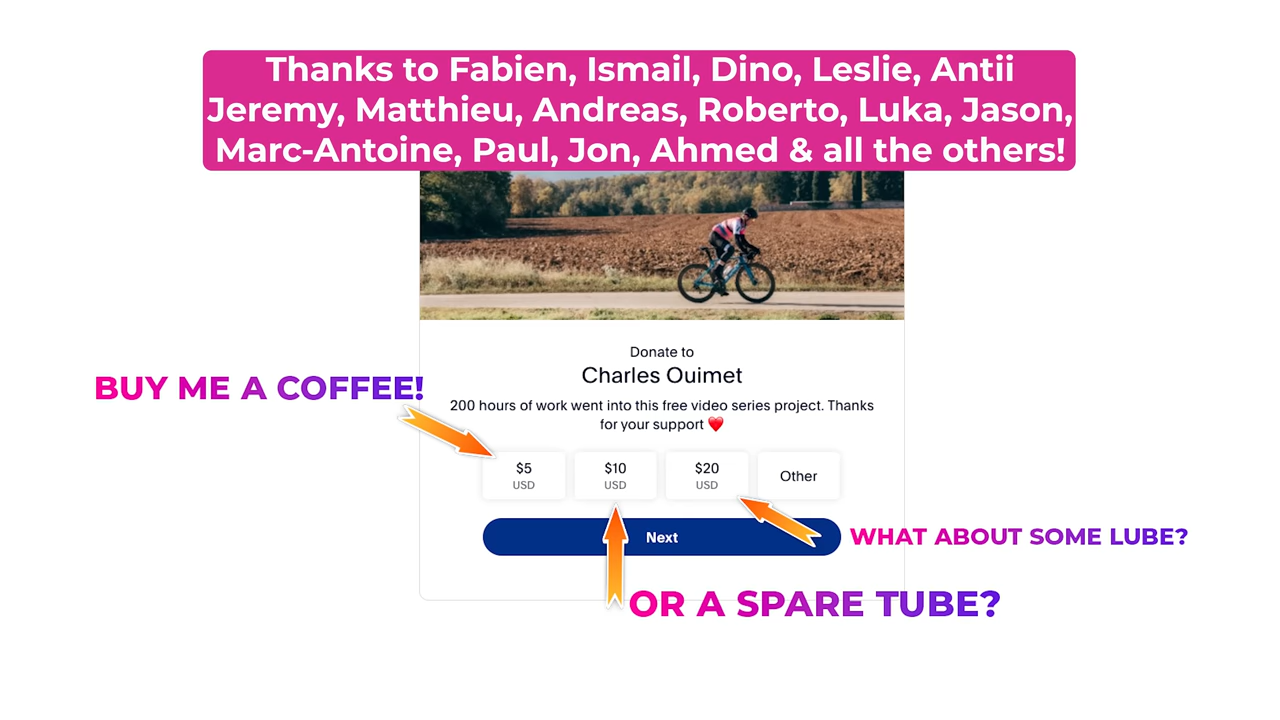 Thanks to Fabien, Ismail, Dino, Leslie, Antii
Jeremy, Matthieu, Andreas, Roberto, Luka, Jason,
Marc-Antoine, Paul, Jon, Ahmed & all the others!
Donate to
Charles Ouimet
BUY ME A COFFEE!
200 hours of work went into this free video series project. Thanks
for your support ❤️
$5
USD
$10
USD
$20
USD
Other
Next
WHAT ABOUT SOME LUBE?
OR A SPARE TUBE?